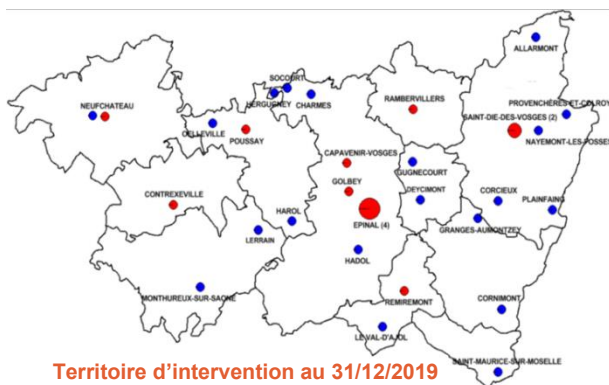 ALLARMONT
SOCOURT
HERGUGNEY
CHARMES
RAMBERVILLERS
PROVENCHÈRES-ET-COLROY
NEUFCHATEAU
SAINT-DIE-DES-VOSGES (2)
OELLEVILLE
POUSSAY
NAYEMONT-LES-FOSSES
CAPAVENIR-VOSGES
GUGNECOURT
GOLBEY
DEYCIMONT
CONTREXEVILLE
CORCIEUX
PLAINFAING
HAROL
EPINAL (4)
GRANGES-AUMONTZEY
LERRAIN
HADOL
MONTHUREUX-SUR-SAONE
REMIREMONT
CORNIMONT
LE VAL-D'AJOL
SAINT-MAURICE-SUR-MOSELLE
Territoire d'intervention au 31/12/2019